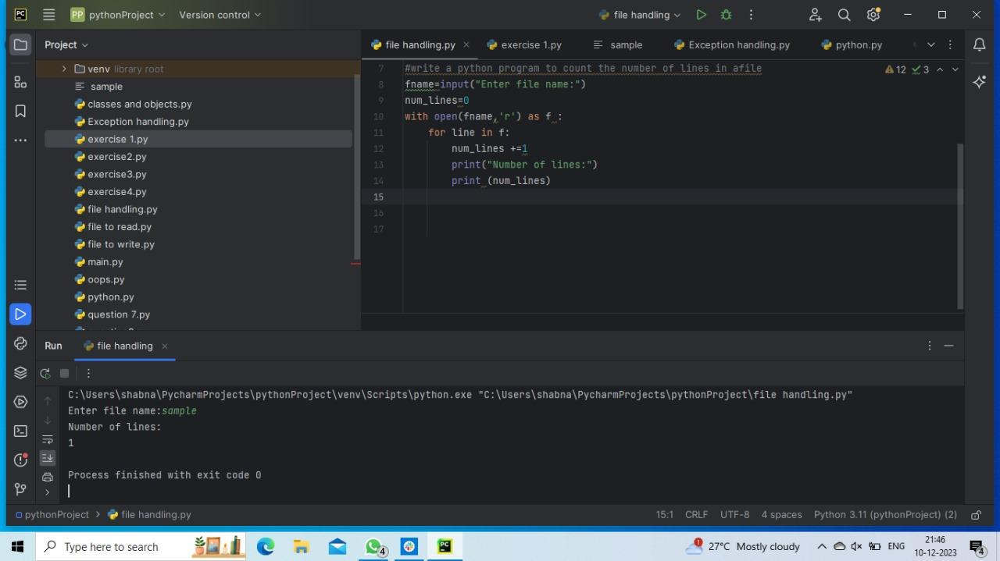 PC
PP pythonProject
Version control
file handling
Project
file handling.py
exercise 1.py
sample
Exception handling.py
python.py
venv library root
sample
classes and objects.py
Exception handling.py
exercise 1.py
exercise2.py
exercise3.py
exercise4.py
file handling.py
file to read.py
file to write.py
main.py
oops.py
python.py
question 7.py
12 3
7 #write a python program to count the number of lines in afile
8 fname=input("Enter file name:")
9 num_lines=0
10 with open(fname,'r') as f :
11 for line in f:
12 num_lines +=1
13 print("Number of lines:")
14 print (num_lines)
15
16
17
Run file handling
C:\Users\shabna\PycharmProjects\pythonProject\venv\Scripts\python.exe "C:\Users\shabna\PycharmProjects\pythonProject\file handling.py"
Enter file name:sample
Number of lines:
1
Process finished with exit code 0
pythonProject > file handling.py
15:1 CRLF UTF-8 4 spaces Python 3.11 (pythonProject) (2)
Type here to search
4
PC
1
27°C Mostly cloudy
ENG
21:46
10-12-2023
4